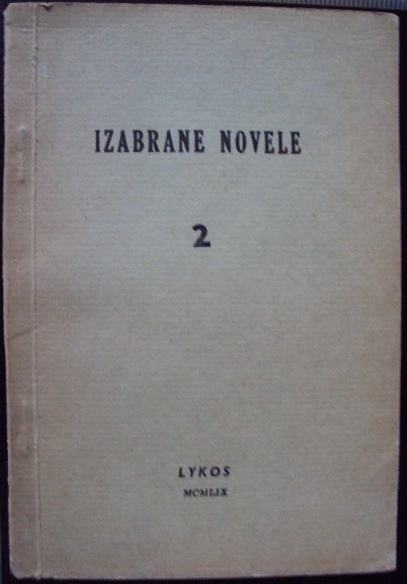 IZABRANE NOVELE
2
LYKOS
MCMLIX